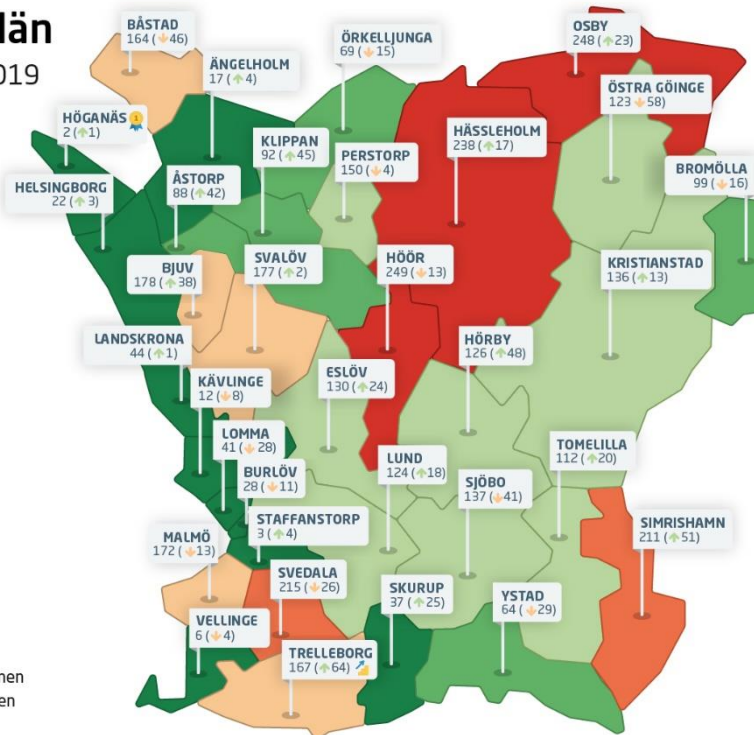 län
019
BÅSTAD
164 (↓46)
ÄNGELHOLM
17 (↑4)
ÖRKELLJUNGA
69 (↓15)
OSBY
248 (↑23)
HÖGANÄS
2 (↑1)
KLIPPAN
92 (↑45)
PERSTORP
150 (↓4)
HÄSSLEHOLM
238 (↑17)
ÖSTRA GÖINGE
123 ↓58)
HELSINGBORG
22 (↑3)
ÅSTORP
88 (↑42)
BROMÖLLA
99 (↓16)
BJUV
178 (↑38)
SVALÖV
177 (↑2)
HÖÖR
249 (↓13)
KRISTIANSTAD
136 (↑13)
LANDSKRONA
44 (↑1)
KÄVLINGE
12 (↓8)
ESLÖV
130 (↑24)
HÖRBY
126 (↑48)
LOMMA
41 (↓28)
BURLÖV
28 (↓11)
LUND
124 (↑18)
SJÖBO
137 (↓41)
TOMELILLA
112 (↑20)
STAFFANSTORP
3 (↑4)
MALMÖ
172 (↓13)
SVEDALA
215 (↓26)
SKURUP
37 (↑25)
YSTAD
64 (↓29)
SIMRISHAMN
211 (↑51)
VELLINGE
6 (↓4)
TRELLEBORG
167 (↑64)
nen
en